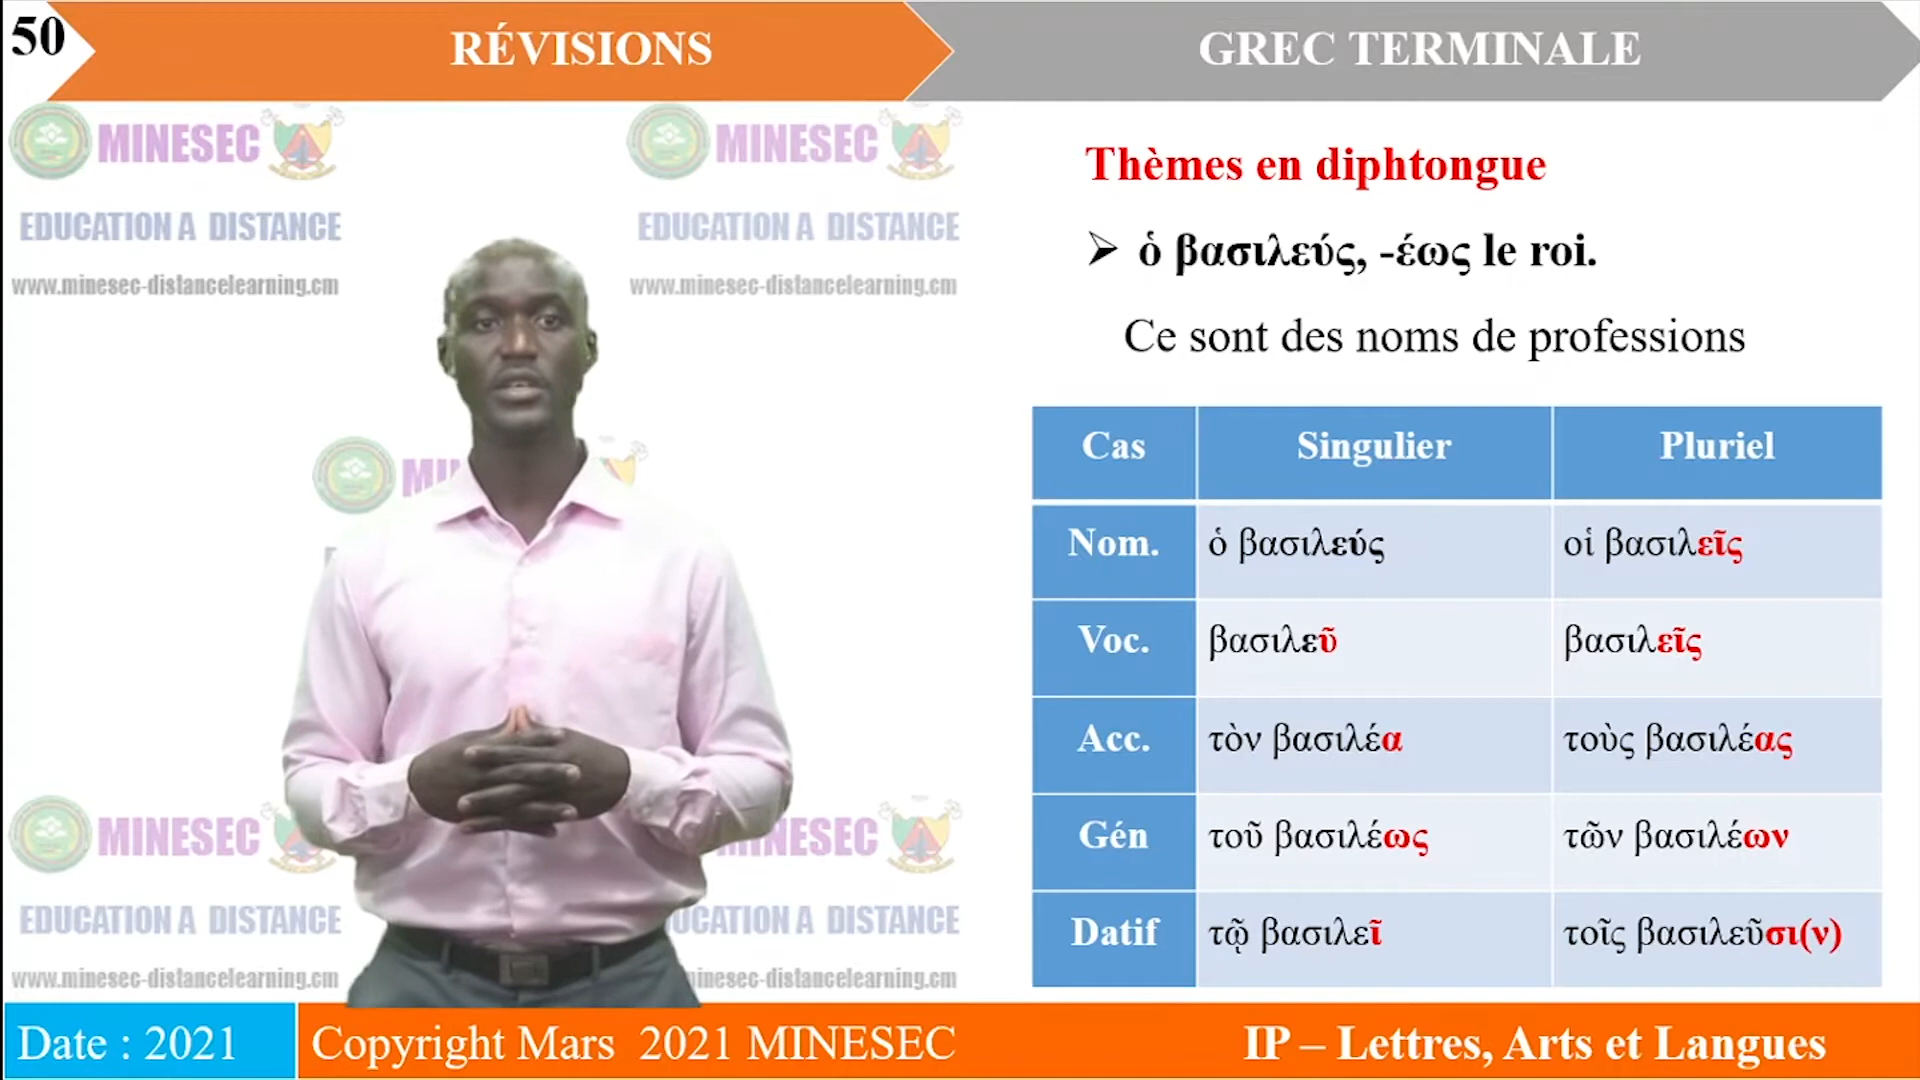 50
RÉVISIONS
GREC TERMINALE
MINESEC
EDUCATION A DISTANCE
www.minesec-distancelearning.cm
MINESEC
EDUCATION A DISTANCE
www.minesec-distancelearning.cm
MINESEC
EDUCATION A DISTANCE
www.minesec-distancelearning.cm
MINESEC
DISTANCE
Thèmes en diphtongue
➢ ὁ βασιλεύς, -έως le roi.
Ce sont des noms de professions
Cas Singulier Pluriel
Nom. ὁ βασιλεύς οἱ βασιλεῖς
Voc. βασιλεῦ βασιλεῖς
Acc. τὸν βασιλέα τοὺς βασιλέας
Gén τοῦ βασιλέως τῶν βασιλέων
Datif τῷ βασιλεῖ τοῖς βασιλεῦσι(ν)
Date : 2021
Copyright Mars 2021 MINESEC
IP – Lettres, Arts et Langues